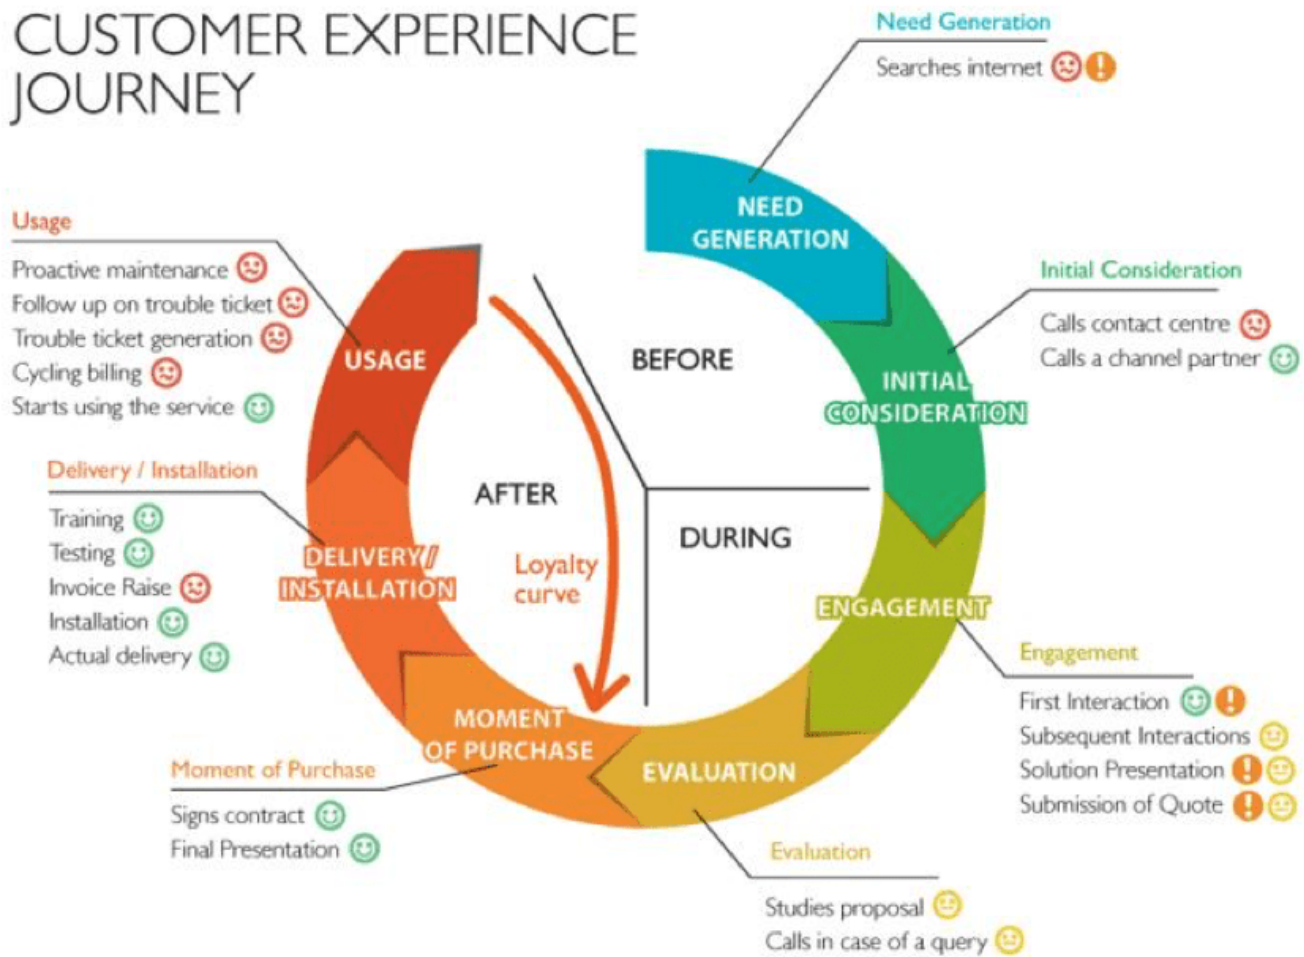 CUSTOMER EXPERIENCE
JOURNEY
Need Generation
Searches internet
NEED
GENERATION
Initial Consideration
Calls contact centre
Calls a channel partner
INITIAL
CONSIDERATION
Usage
Proactive maintenance
Follow up on trouble ticket
Trouble ticket generation
Cycling billing
Starts using the service
USAGE
BEFORE
AFTER
DURING
Loyalty
curve
Delivery / Installation
Training
Testing
Invoice Raise
Installation
Actual delivery
DELIVERY/
INSTALLATION
ENGAGEMENT
Engagement
First Interaction
Subsequent Interactions
Solution Presentation
Submission of Quote
MOMENT
OF PURCHASE
Moment of Purchase
Signs contract
Final Presentation
EVALUATION
Evaluation
Studies proposal
Calls in case of a query